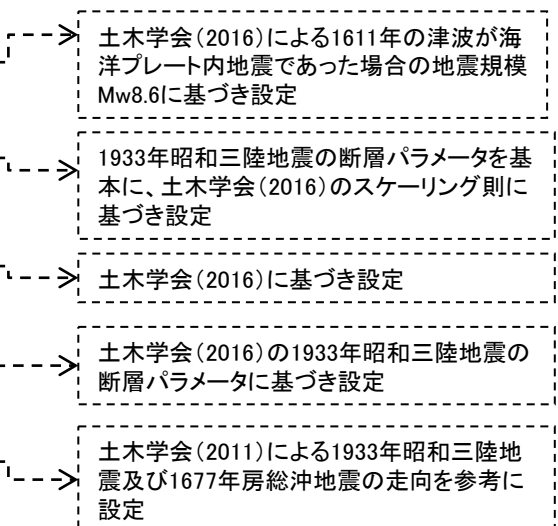 土木学会(2016)による1611年の津波が海
洋プレート内地震であった場合の地震規模
Mw8.6に基づき設定
1933年昭和三陸地震の断層パラメータを基
本に、土木学会(2016)のスケーリング則に
基づき設定
土木学会(2016)に基づき設定
土木学会(2016)の1933年昭和三陸地震の
断層パラメータに基づき設定
土木学会(2011)による1933年昭和三陸地
震及び1677年房総沖地震の走向を参考に
設定